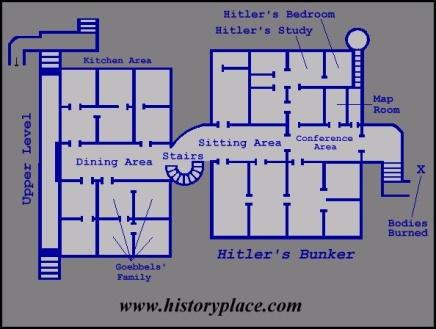 Hitler's Bedroom
Hitler's Study
Kitchen Area
Map
Room
Upper Level
Sitting Area
Conference
Area
Dining Area
Stairs
X
Bodies
Burned
Goebbels'
Family
Hitler's Bunker
www.historyplace.com